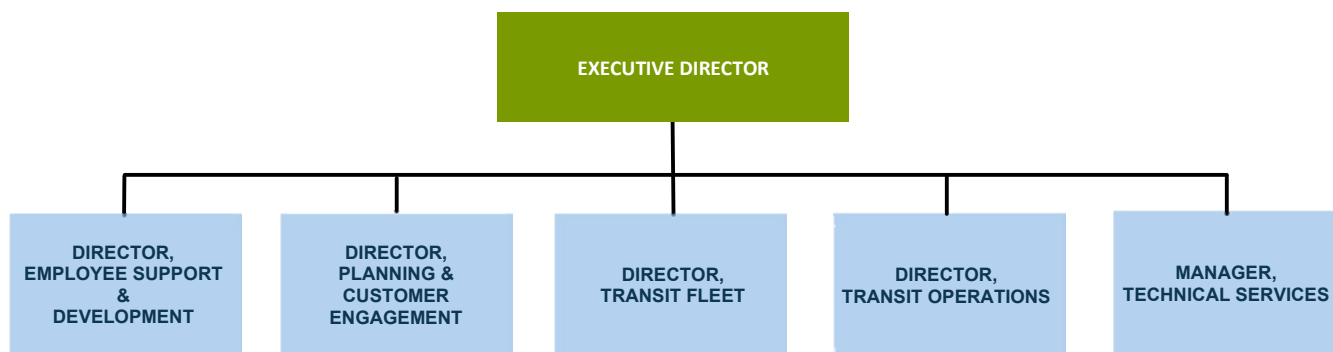 EXECUTIVE DIRECTOR
DIRECTOR,
EMPLOYEE SUPPORT
&
DEVELOPMENT
DIRECTOR,
PLANNING &
CUSTOMER
ENGAGEMENT
DIRECTOR,
TRANSIT FLEET
DIRECTOR,
TRANSIT OPERATIONS
MANAGER,
TECHNICAL SERVICES